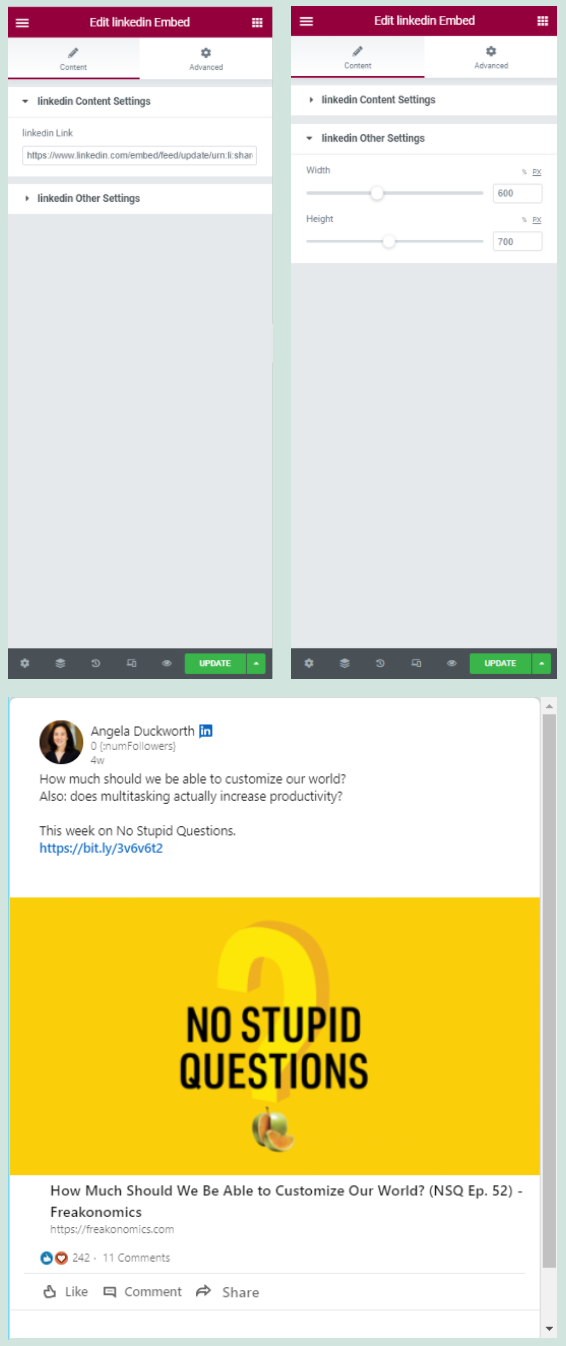 Edit linkedin Embed
Content
Advanced
linkedin Content Settings
linkedin Link
https://www.linkedin.com/embed/feed/update/urn:li:shar
linkedin Other Settings
UPDATE
Edit linkedin Embed
Content
Advanced
linkedin Content Settings
linkedin Other Settings
Width
% PX
600
Height
% PX
700
UPDATE
Angela Duckworth in
0 {:numFollowers}
4w
How much should we be able to customize our world?
Also: does multitasking actually increase productivity?
This week on No Stupid Questions.
https://bit.ly/3v6v6t2
?
NO STUPID
QUESTIONS
How Much Should We Be Able to Customize Our World? (NSQ Ep. 52) -
Freakonomics
https://freakonomics.com
242 · 11 Comments
Like Comment Share